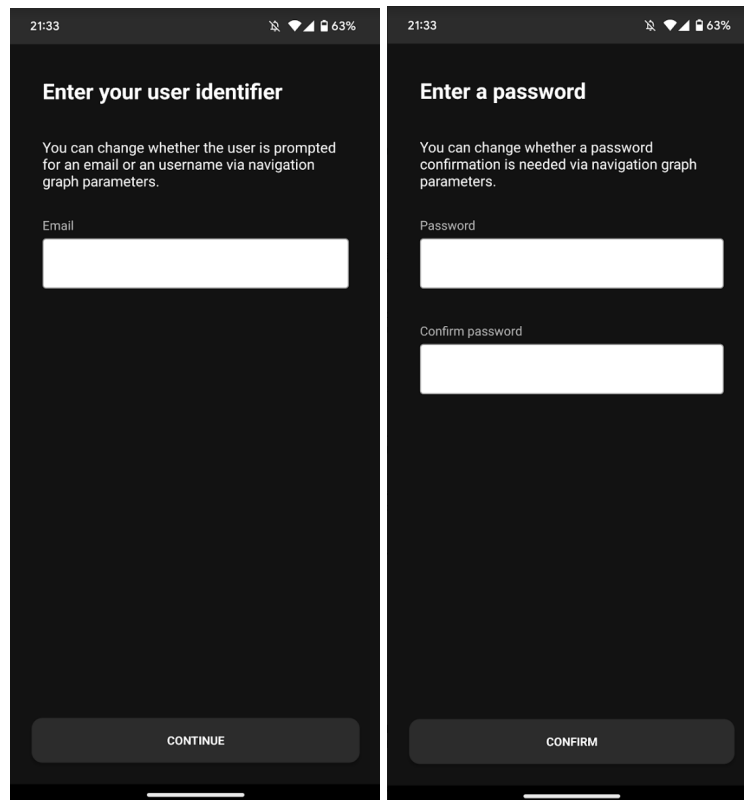 21:33
63%
Enter your user identifier
You can change whether the user is prompted
for an email or an username via navigation
graph parameters.
Email
CONTINUE
21:33
63%
Enter a password
You can change whether a password
confirmation is needed via navigation graph
parameters.
Password
Confirm password
CONFIRM